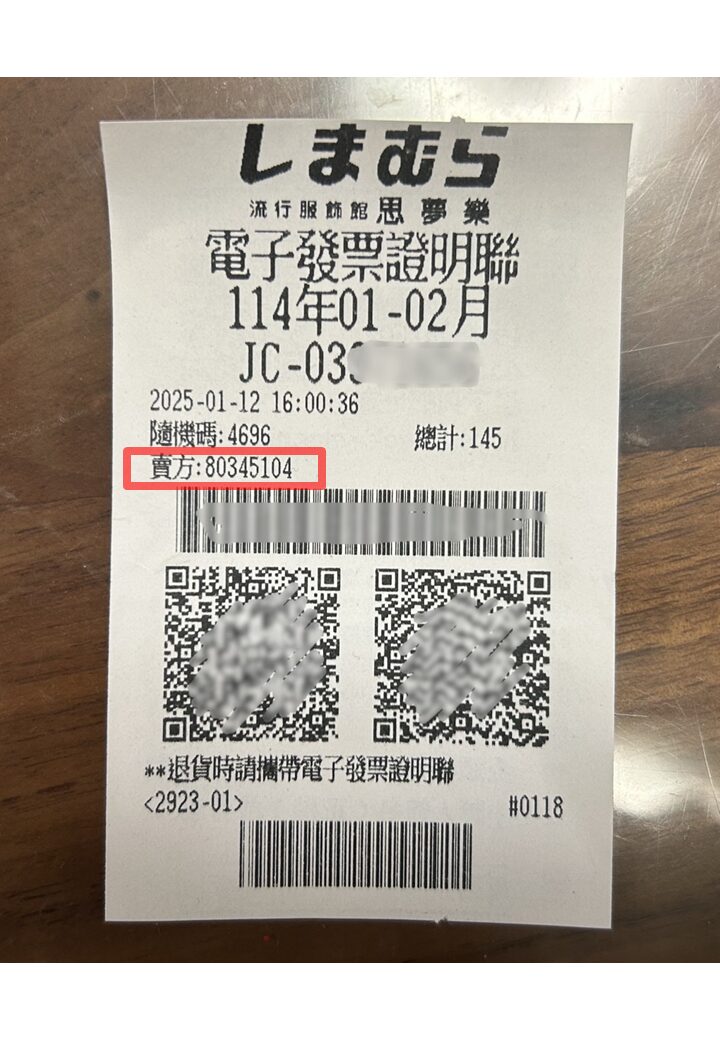 しまむら
流行服飾館 思夢樂
電子發票證明聯
114年01-02月
JC-03
2025-01-12 16:00:36
隨機碼:4696 總計:145
賣方:80345104
**退貨時請攜帶電子發票證明聯
<2923-01> #0118